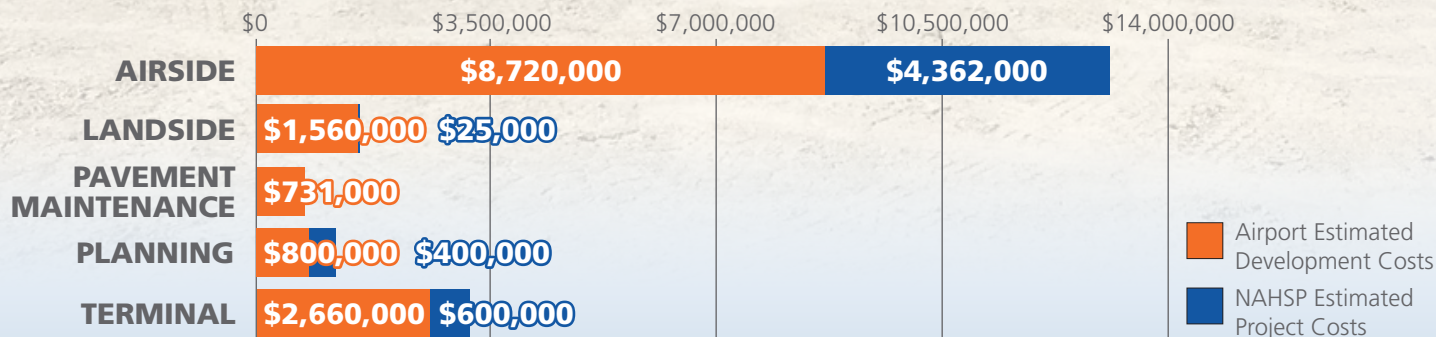 $0 $3,500,000 $7,000,000 $10,500,000 $14,000,000
AIRSIDE $8,720,000 $4,362,000
LANDSIDE $1,560,000 $25,000
PAVEMENT
MAINTENANCE $731,000
PLANNING $800,000 $400,000
TERMINAL $2,660,000 $600,000
Airport Estimated
Development Costs
NAHSP Estimated
Project Costs